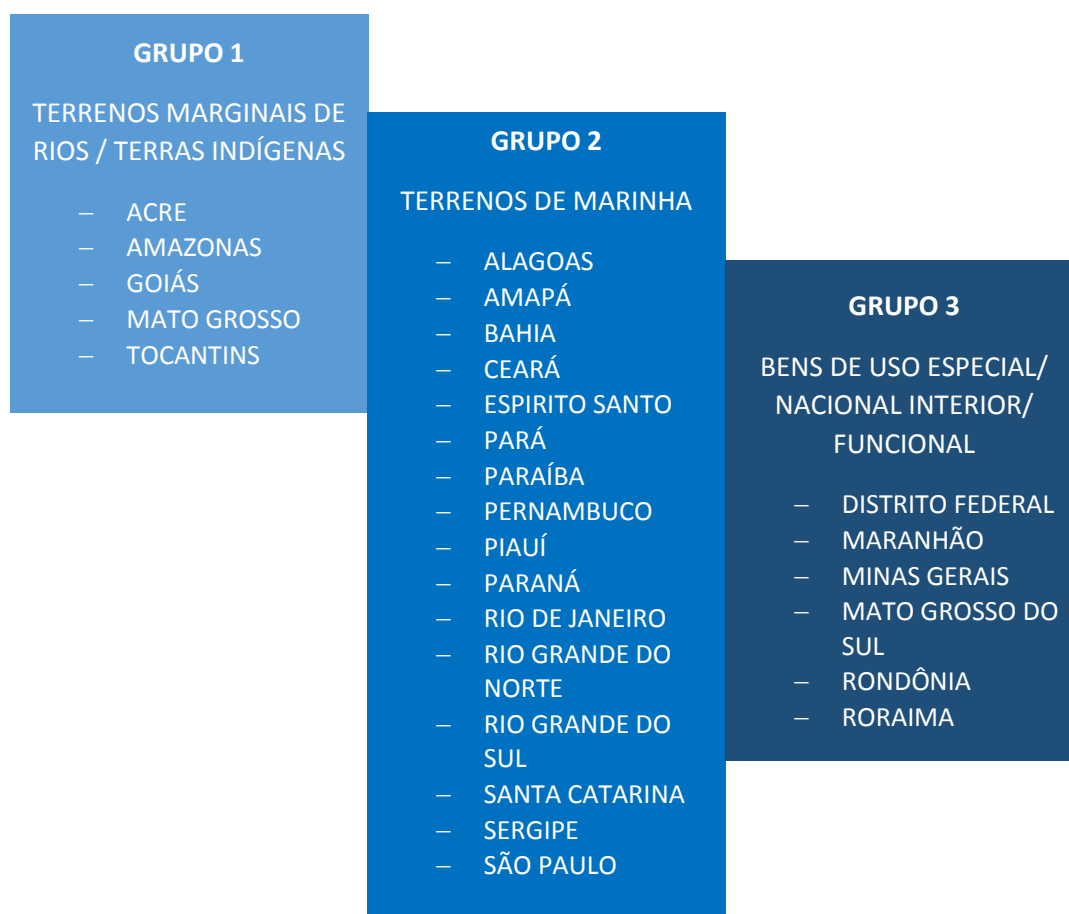 GRUPO 1
TERRENOS MARGINAIS DE
RIOS / TERRAS INDÍGENAS
– ACRE
– AMAZONAS
– GOIÁS
– MATO GROSSO
– TOCANTINS
GRUPO 2
TERRENOS DE MARINHA
– ALAGOAS
– AMAPÁ
– BAHIA
– CEARÁ
– ESPIRITO SANTO
– PARÁ
– PARAÍBA
– PERNAMBUCO
– PIAUÍ
– PARANÁ
– RIO DE JANEIRO
– RIO GRANDE DO
NORTE
– RIO GRANDE DO
SUL
– SANTA CATARINA
– SERGIPE
– SÃO PAULO
GRUPO 3
BENS DE USO ESPECIAL/
NACIONAL INTERIOR/
FUNCIONAL
– DISTRITO FEDERAL
– MARANHÃO
– MINAS GERAIS
– MATO GROSSO DO
SUL
– RONDÔNIA
– RORAIMA